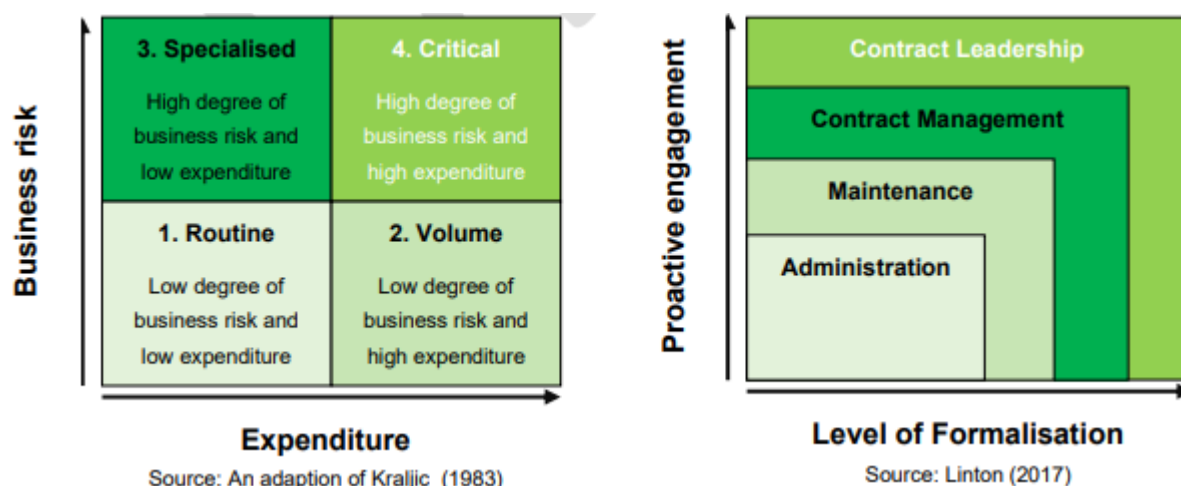 Business risk
3. Specialised
High degree of
business risk and
low expenditure
4. Critical
High degree of
business risk and
high expenditure
1. Routine
Low degree of
business risk and
low expenditure
2. Volume
Low degree of
business risk and
high expenditure
Expenditure
Source: An adaption of Kraljic (1983)
Proactive engagement
Contract Leadership
Contract Management
Maintenance
Administration
Level of Formalisation
Source: Linton (2017)